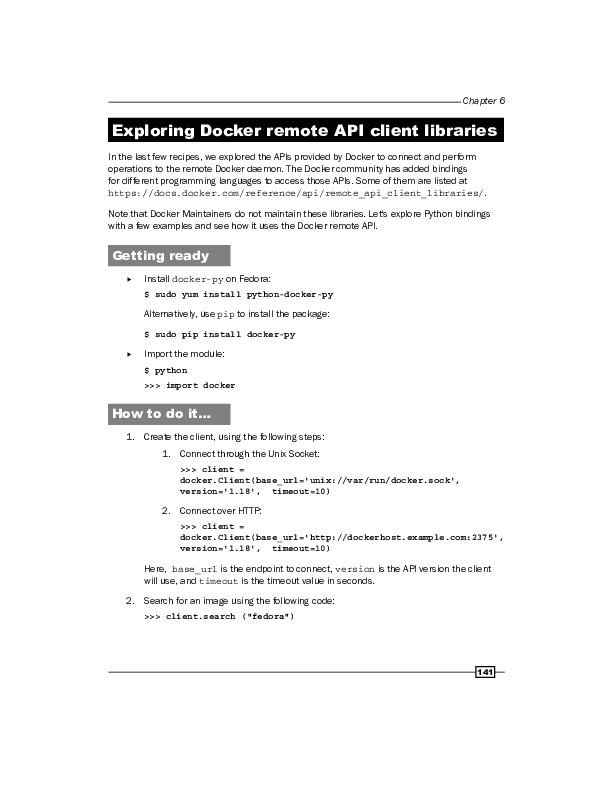 Chapter 6
Exploring Docker remote API client libraries
In the last few recipes, we explored the APIs provided by Docker to connect and perform
operations to the remote Docker daemon. The Docker community has added bindings
for different programming languages to access those APIs. Some of them are listed at
https://docs.docker.com/reference/api/remote_api_client_libraries/.
Note that Docker Maintainers do not maintain these libraries. Let's explore Python bindings
with a few examples and see how it uses the Docker remote API.
Getting ready
▸ Install docker-py on Fedora:
$ sudo yum install python-docker-py
Alternatively, use pip to install the package:
$ sudo pip install docker-py
▸ Import the module:
$ python
>>> import docker
How to do it...
1. Create the client, using the following steps:
1. Connect through the Unix Socket:
>>> client =
docker.Client(base_url='unix://var/run/docker.sock',
version='1.18',  timeout=10)
2. Connect over HTTP:
>>> client =
docker.Client(base_url='http://dockerhost.example.com:2375',
version='1.18',  timeout=10)
Here, base_url is the endpoint to connect, version is the API version the client
will use, and timeout is the timeout value in seconds.
2. Search for an image using the following code:
>>> client.search ("fedora")
141